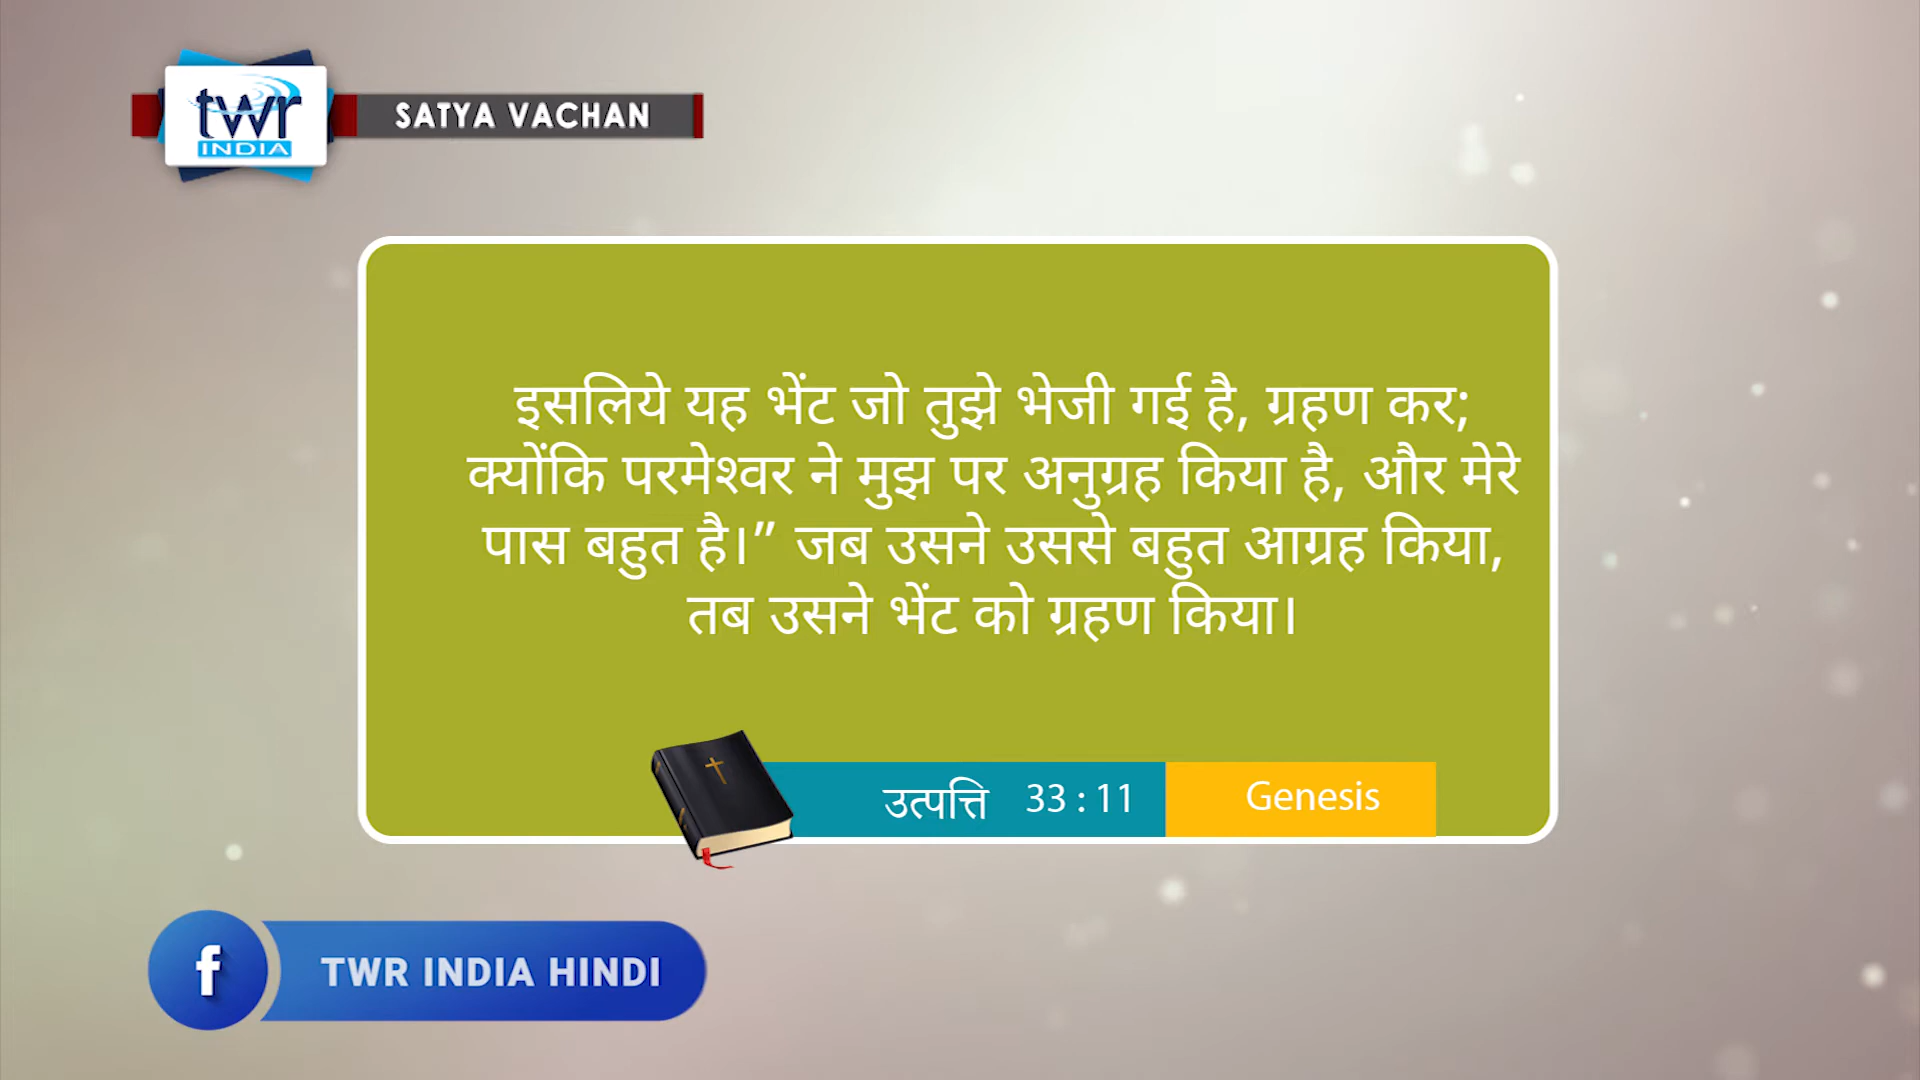 twr
INDIA
SATYA VACHAN
इसलिये यह भेंट जो तुझे भेजी गई है, ग्रहण कर;
क्योंकि परमेश्वर ने मुझ पर अनुग्रह किया है, और मेरे
पास बहुत है।” जब उसने उससे बहुत आग्रह किया,
तब उसने भेंट को ग्रहण किया।
उत्पत्ति 33 : 11 Genesis
f TWR INDIA HINDI